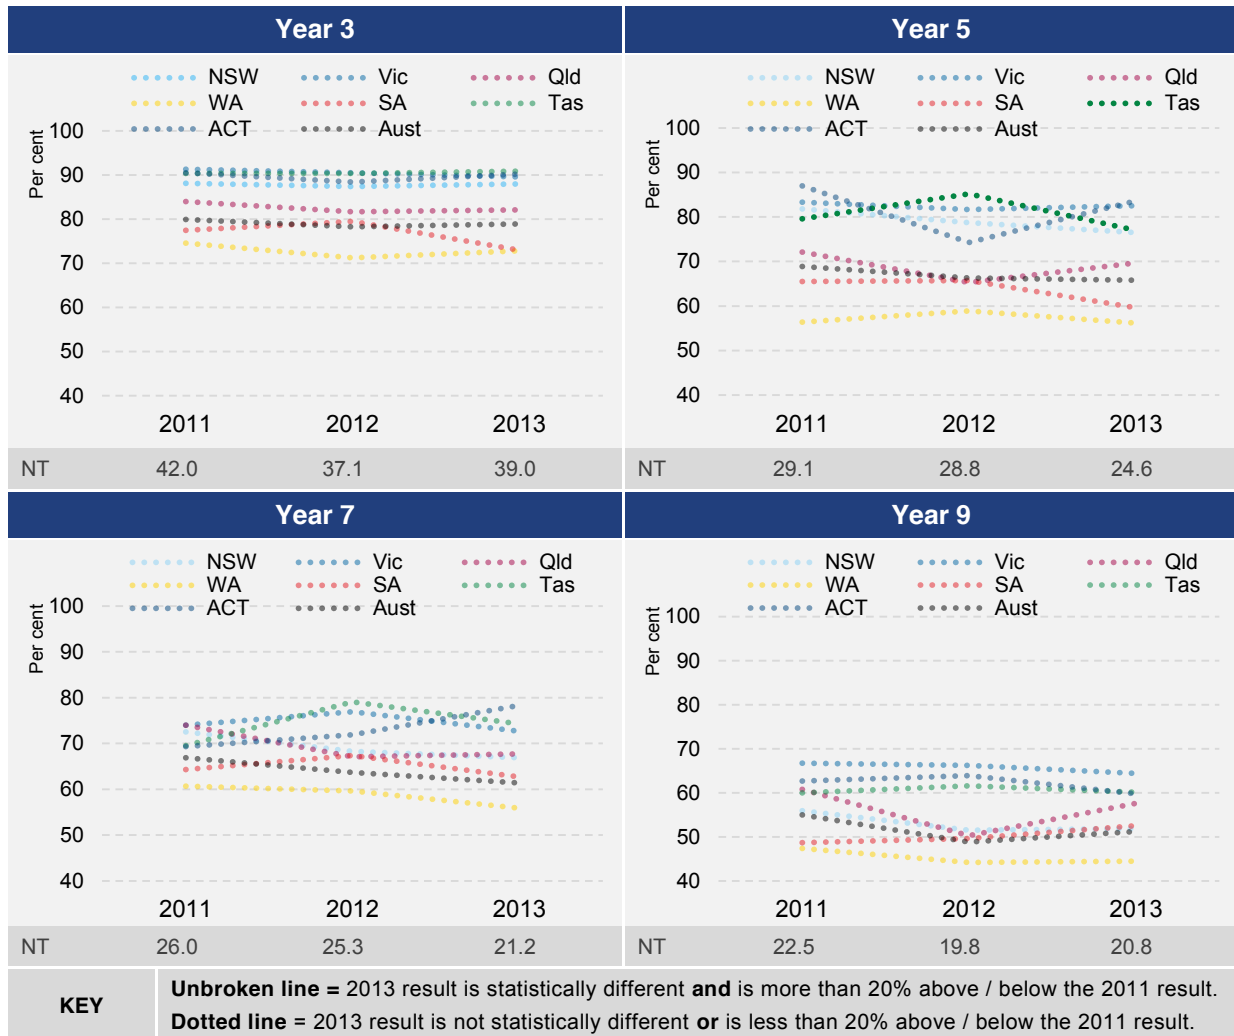 Year 3
NSW Vic Qld
WA SA Tas
ACT Aust
Per cent
100
90
80
70
60
50
40
2011 2012 2013
NT 42.0 37.1 39.0
Year 5
NSW Vic Qld
WA SA Tas
ACT Aust
Per cent
100
90
80
70
60
50
40
2011 2012 2013
NT 29.1 28.8 24.6
Year 7
NSW Vic Qld
WA SA Tas
ACT Aust
Per cent
100
90
80
70
60
50
40
2011 2012 2013
NT 26.0 25.3 21.2
Year 9
NSW Vic Qld
WA SA Tas
ACT Aust
Per cent
100
90
80
70
60
50
40
2011 2012 2013
NT 22.5 19.8 20.8
KEY
Unbroken line = 2013 result is statistically different and is more than 20% above / below the 2011 result.
Dotted line = 2013 result is not statistically different or is less than 20% above / below the 2011 result.